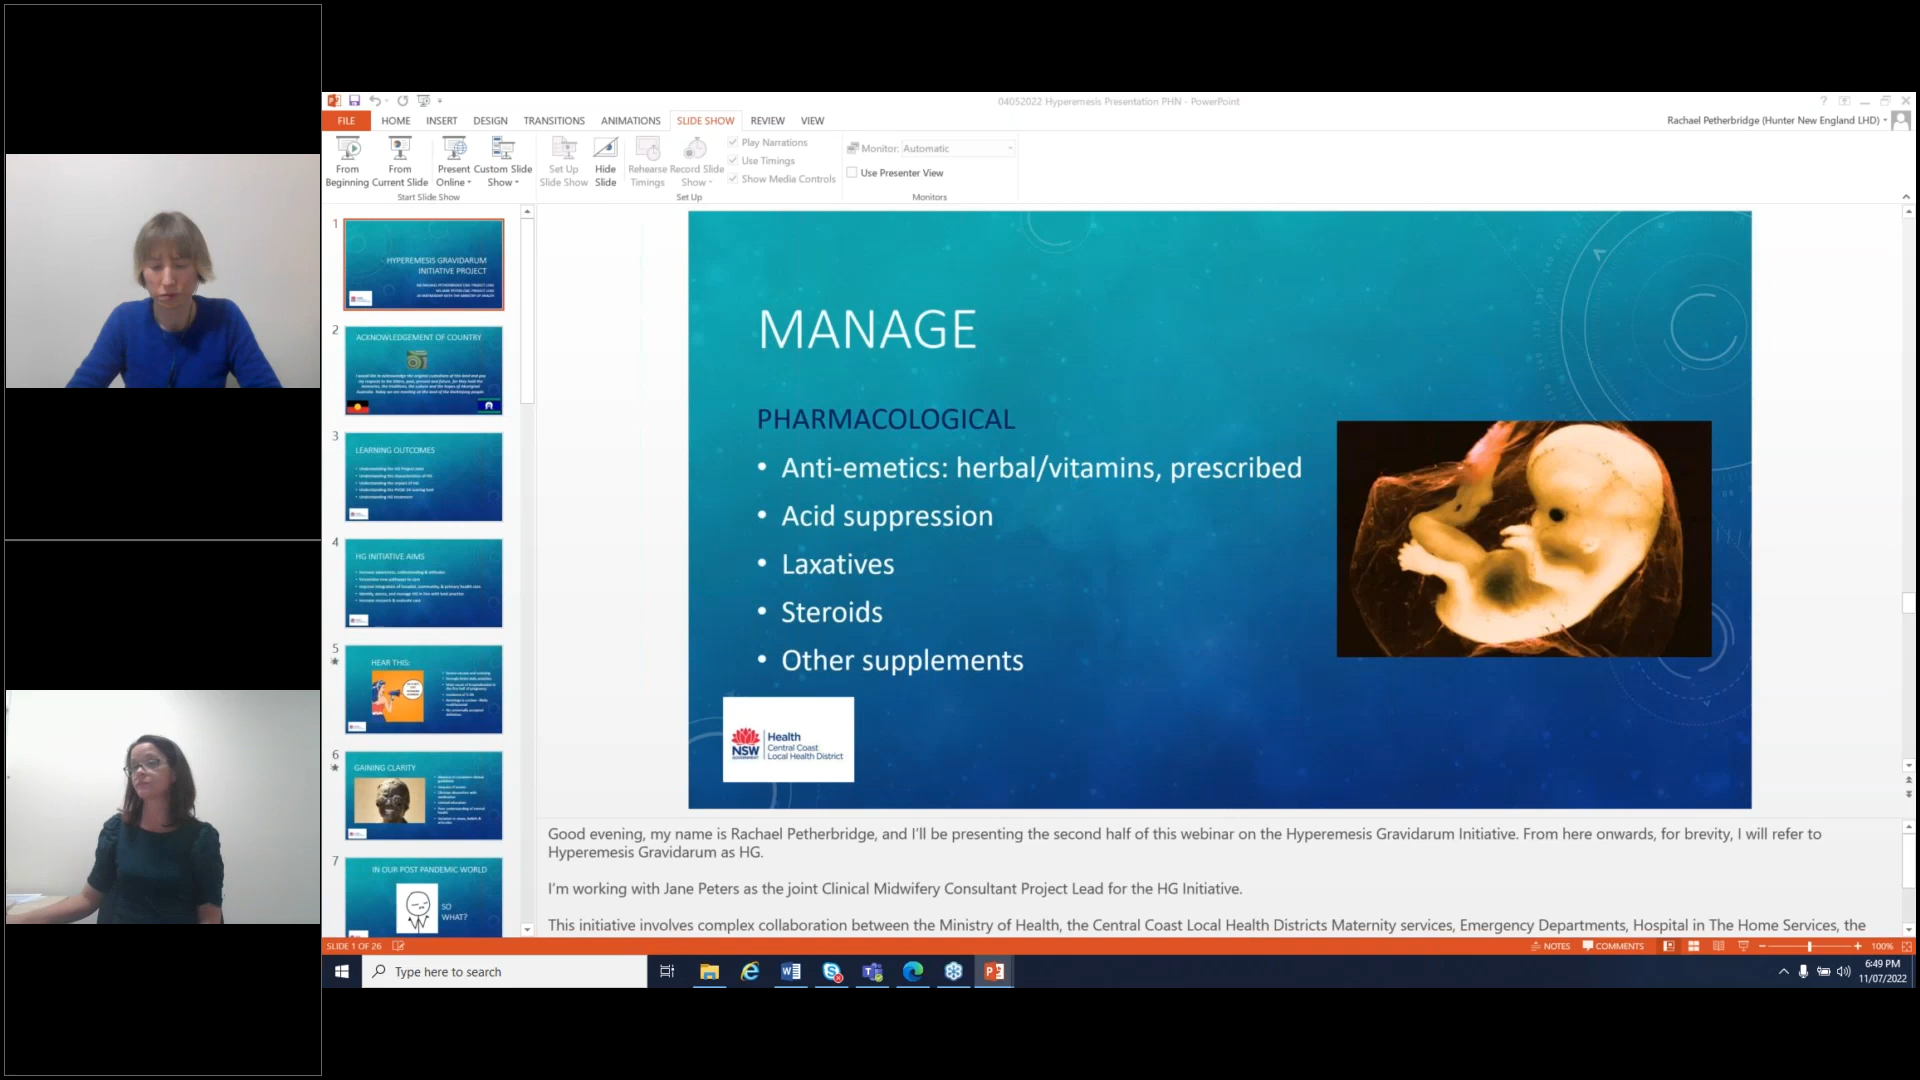 04052022 Hyperemesis Presentation PHN - PowerPoint
FILE HOME INSERT DESIGN TRANSITIONS ANIMATIONS SLIDE SHOW REVIEW VIEW
Rachael Petherbridge (Hunter New England LHD)
From Beginning
From Current Slide
Present Online
Custom Slide Show
Start Slide Show
Set Up Slide Show
Hide Slide
Rehearse Timings
Record Slide Show
Play Narrations
Use Timings
Show Media Controls
Set Up
Monitor: Automatic
Use Presenter View
Monitors
1
HYPEREMESIS GRAVIDARUM
INITIATIVE PROJECT
2
ACKNOWLEDGEMENT OF COUNTRY
3
LEARNING OUTCOMES
4
HG INITIATIVE AIMS
5
HEAR THIS:
6
GAINING CLARITY
7
IN OUR POST PANDEMIC WORLD
SO
WHAT?
MANAGE
PHARMACOLOGICAL
• Anti-emetics: herbal/vitamins, prescribed
• Acid suppression
• Laxatives
• Steroids
• Other supplements
NSW
GOVERNMENT
Health
Central Coast
Local Health District
Good evening, my name is Rachael Petherbridge, and I'll be presenting the second half of this webinar on the Hyperemesis Gravidarum Initiative. From here onwards, for brevity, I will refer to
Hyperemesis Gravidarum as HG.
I'm working with Jane Peters as the joint Clinical Midwifery Consultant Project Lead for the HG Initiative.
This initiative involves complex collaboration between the Ministry of Health, the Central Coast Local Health Districts Maternity services, Emergency Departments, Hospital in The Home Services, the
SLIDE 1 OF 26
NOTES COMMENTS 100%
Type here to search
6:49 PM
11/07/2022